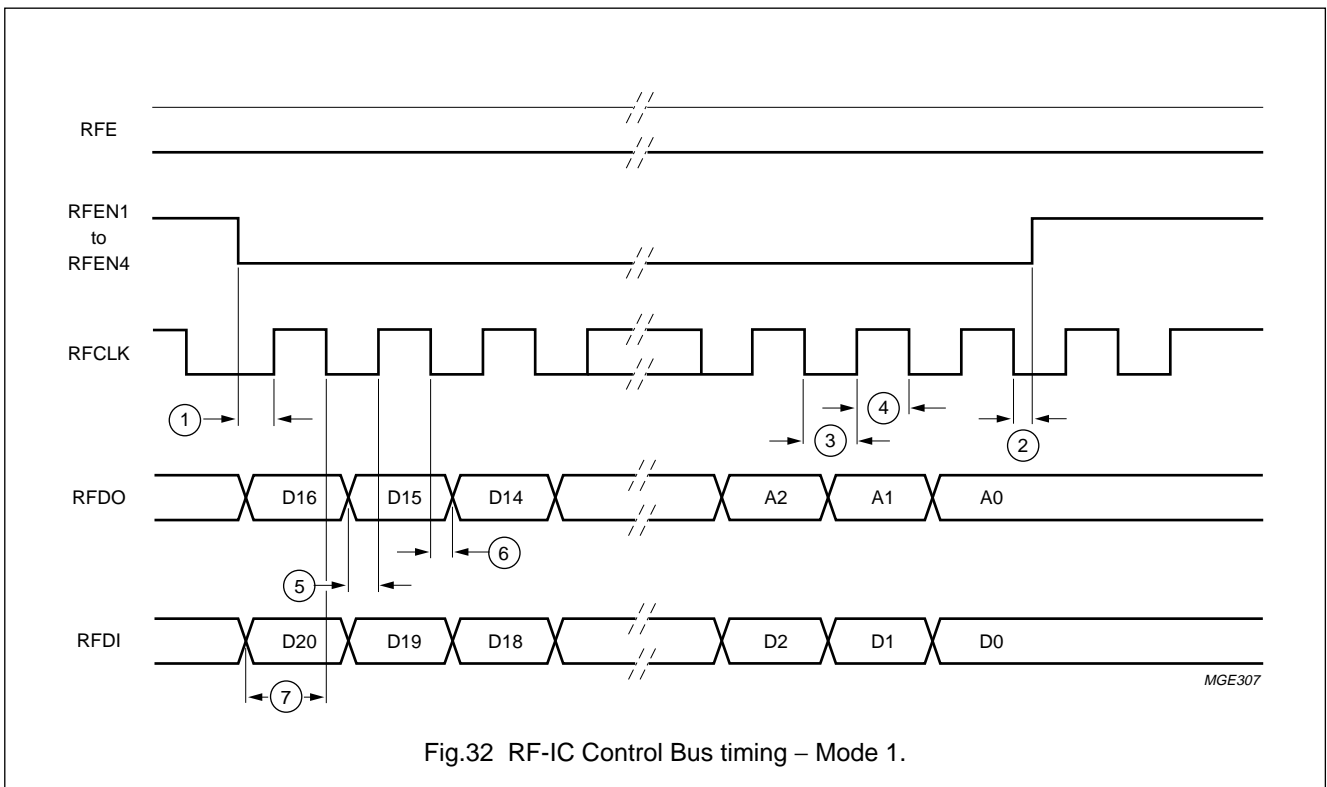 RFE
RFEN1
to
RFEN4
RFCLK
1
3
4
2
RFDO
D16
D15
D14
A2
A1
A0
6
5
RFDI
D20
D19
D18
D2
D1
D0
7
MGE307
Fig.32 RF-IC Control Bus timing − Mode 1.